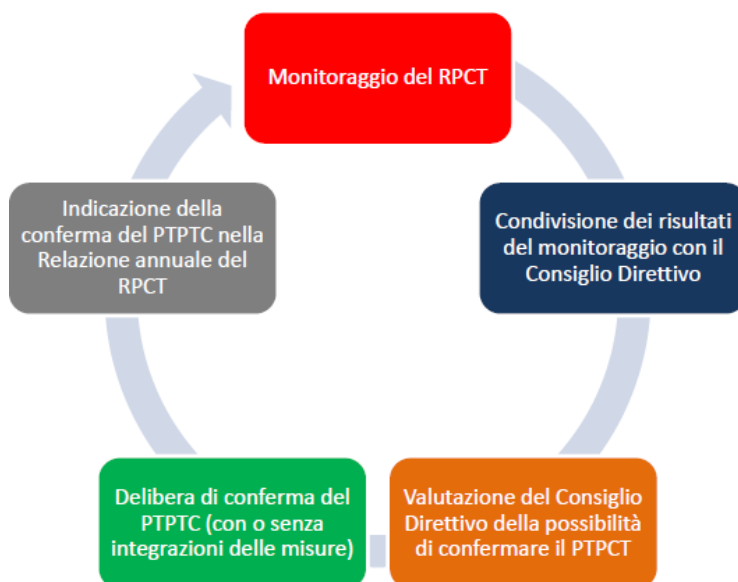 Monitoraggio del RPCT
Condivisione dei risultati
del monitoraggio con il
Consiglio Direttivo
Valutazione del Consiglio
Direttivo della possibilità
di confermare il PTPCT
Delibera di conferma del
PTPTC (con o senza
integrazioni delle misure)
Indicazione della
conferma del PTPTC nella
Relazione annuale del
RPCT